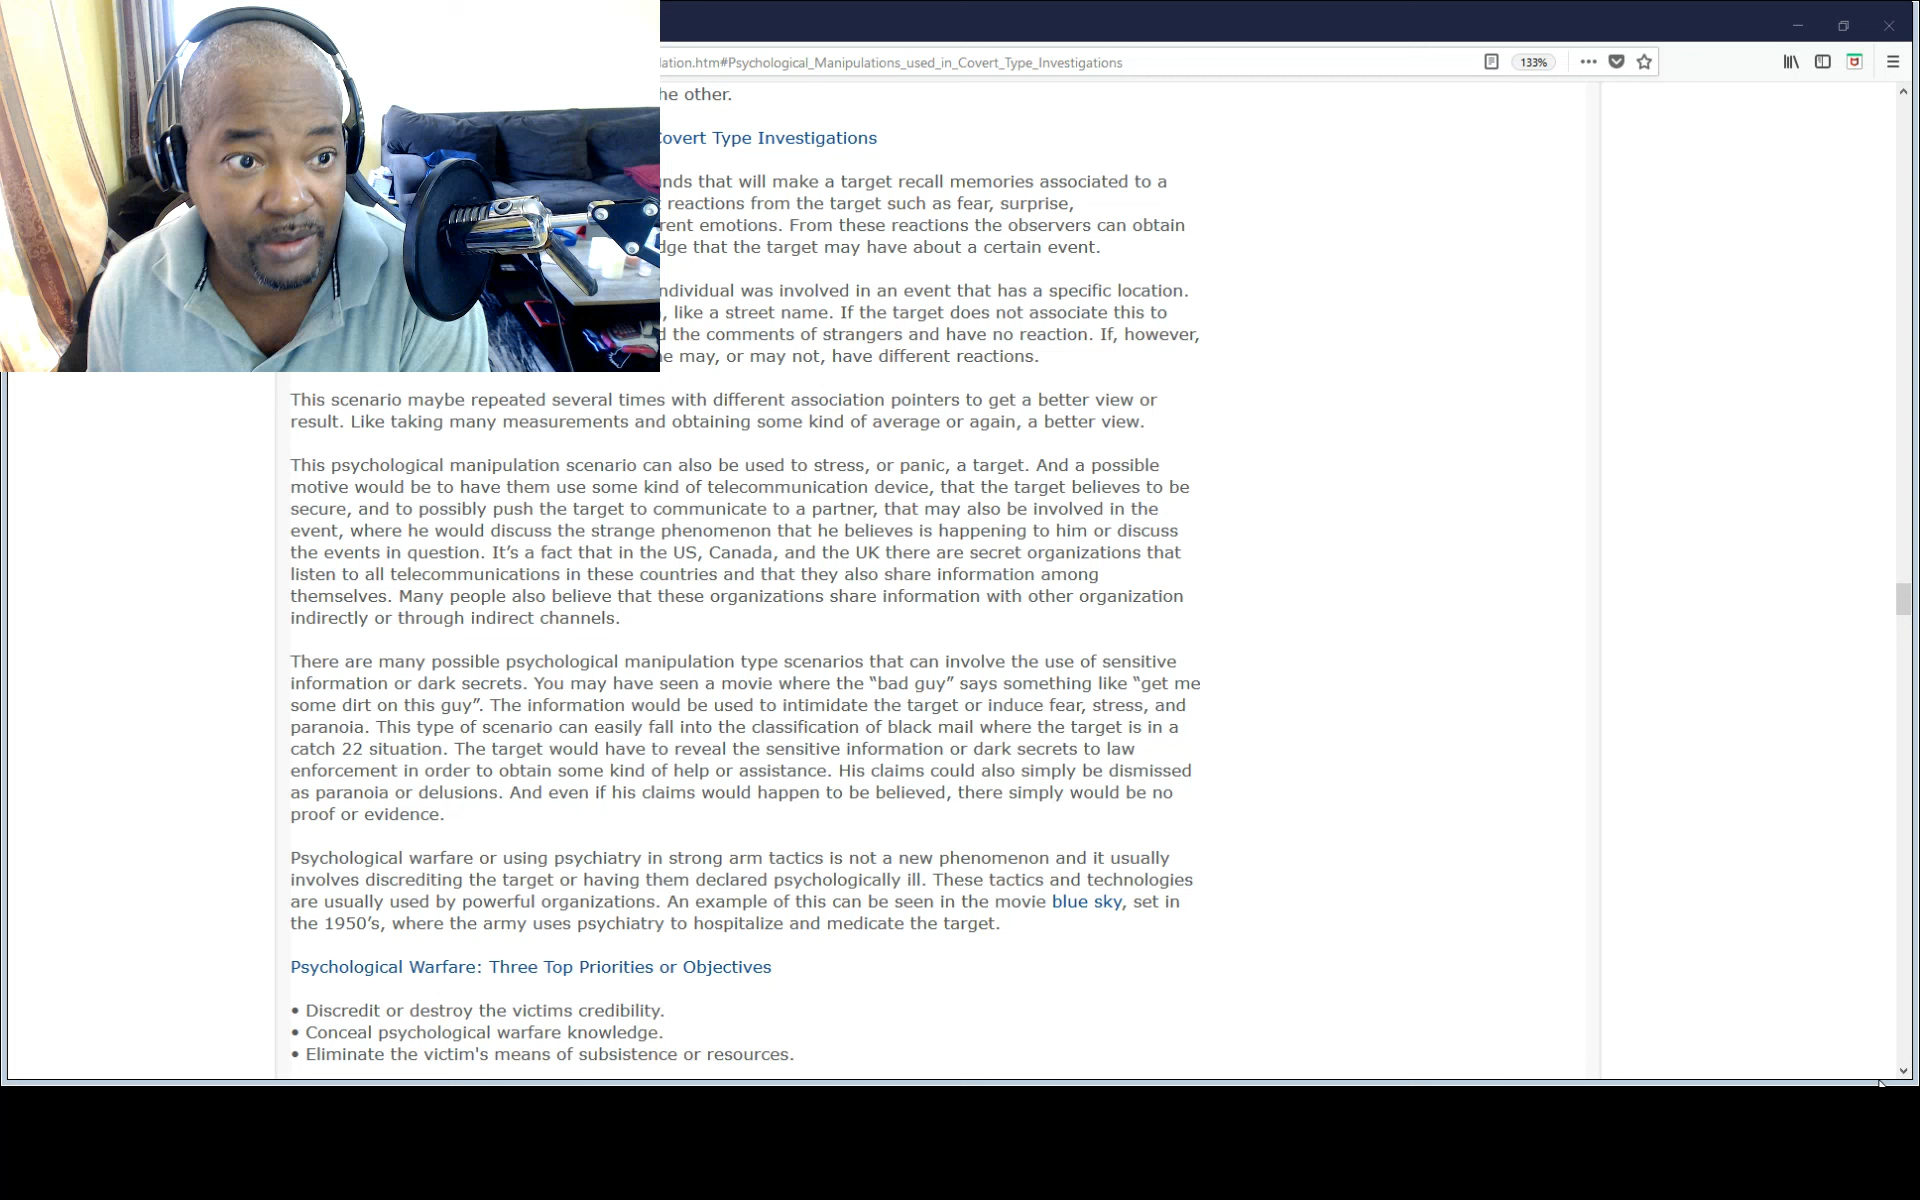 lation.htm#Psychological_Manipulations_used_in_Covert_Type_Investigations
133%
he other.
Covert Type Investigations
nds that will make a target recall memories associated to a
reactions from the target such as fear, surprise,
rent emotions. From these reactions the observers can obtain
dge that the target may have about a certain event.
ndividual was involved in an event that has a specific location.
, like a street name. If the target does not associate this to
d the comments of strangers and have no reaction. If, however,
e may, or may not, have different reactions.
This scenario maybe repeated several times with different association pointers to get a better view or
result. Like taking many measurements and obtaining some kind of average or again, a better view.
This psychological manipulation scenario can also be used to stress, or panic, a target. And a possible
motive would be to have them use some kind of telecommunication device, that the target believes to be
secure, and to possibly push the target to communicate to a partner, that may also be involved in the
event, where he would discuss the strange phenomenon that he believes is happening to him or discuss
the events in question. It’s a fact that in the US, Canada, and the UK there are secret organizations that
listen to all telecommunications in these countries and that they also share information among
themselves. Many people also believe that these organizations share information with other organization
indirectly or through indirect channels.
There are many possible psychological manipulation type scenarios that can involve the use of sensitive
information or dark secrets. You may have seen a movie where the “bad guy” says something like “get me
some dirt on this guy”. The information would be used to intimidate the target or induce fear, stress, and
paranoia. This type of scenario can easily fall into the classification of black mail where the target is in a
catch 22 situation. The target would have to reveal the sensitive information or dark secrets to law
enforcement in order to obtain some kind of help or assistance. His claims could also simply be dismissed
as paranoia or delusions. And even if his claims would happen to be believed, there simply would be no
proof or evidence.
Psychological warfare or using psychiatry in strong arm tactics is not a new phenomenon and it usually
involves discrediting the target or having them declared psychologically ill. These tactics and technologies
are usually used by powerful organizations. An example of this can be seen in the movie blue sky, set in
the 1950’s, where the army uses psychiatry to hospitalize and medicate the target.
Psychological Warfare: Three Top Priorities or Objectives
• Discredit or destroy the victims credibility.
• Conceal psychological warfare knowledge.
• Eliminate the victim's means of subsistence or resources.